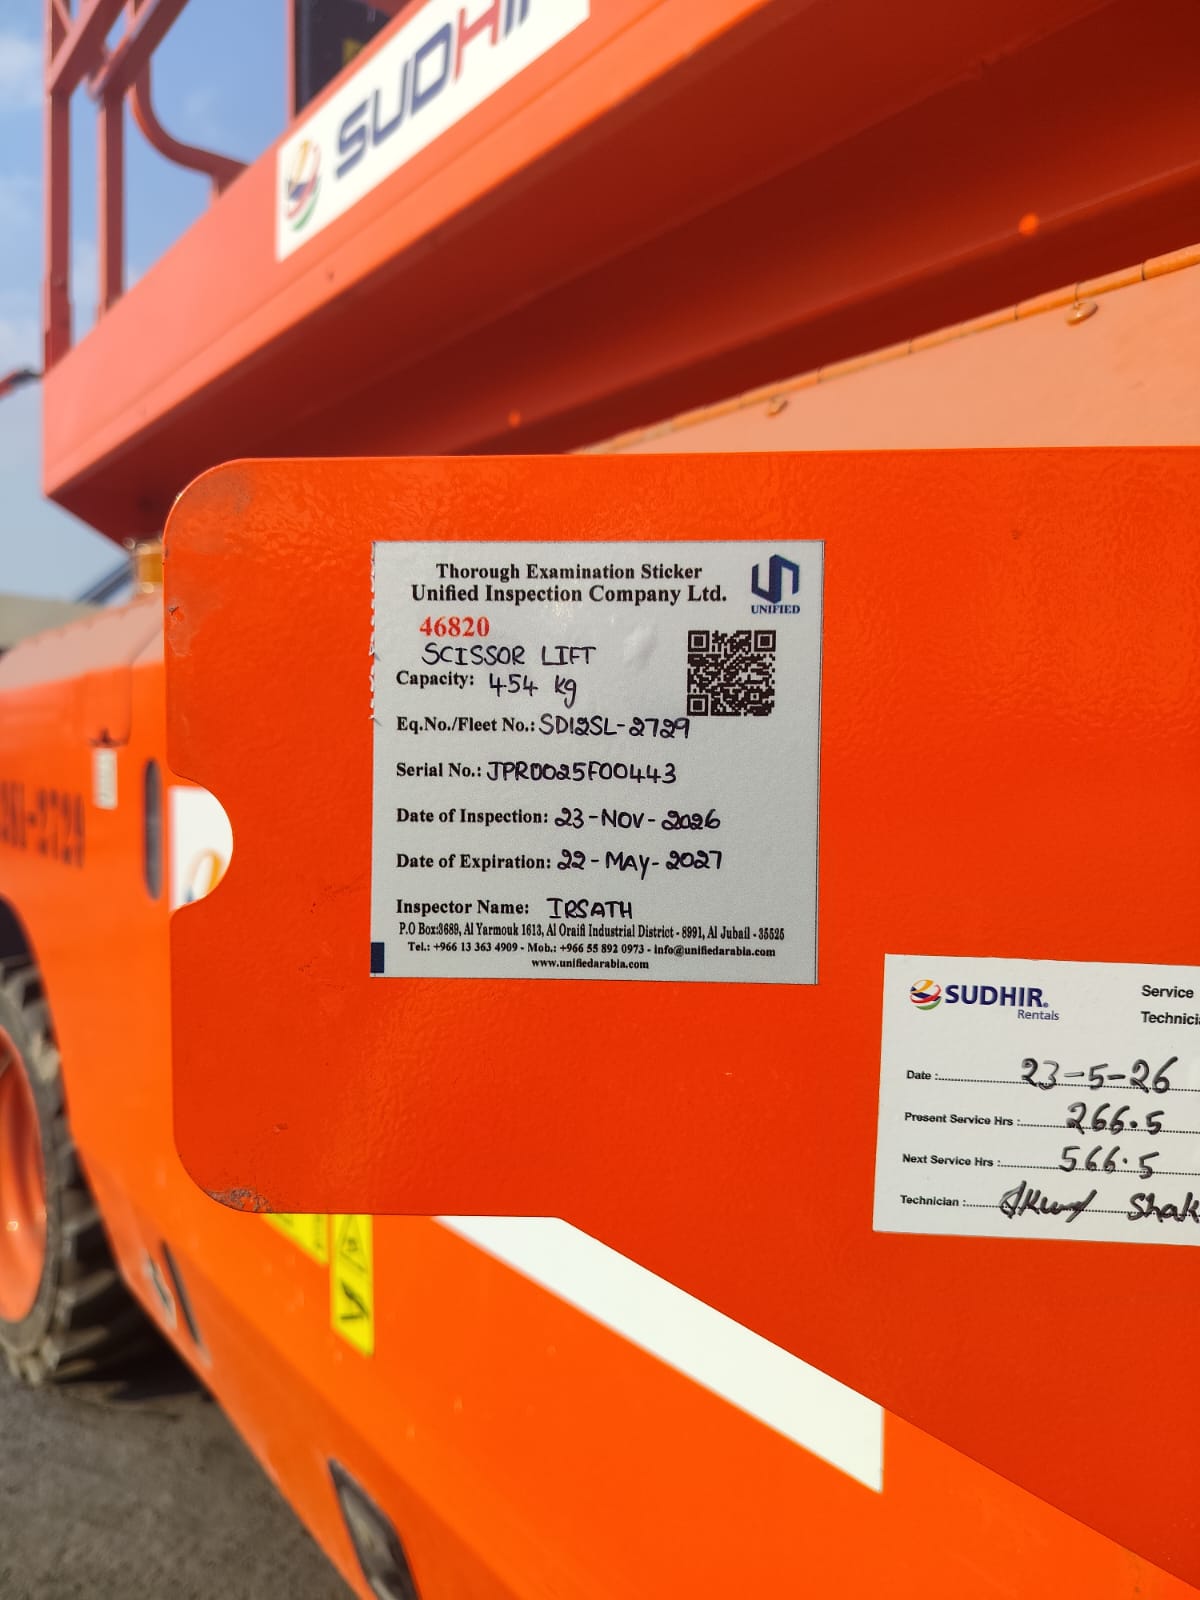 SUDHI
Thorough Examination Sticker
Unified Inspection Company Ltd.
UNIFIED
46820
SCISSOR LIFT
Capacity: 454 kg
Eq.No./Fleet No.: SD12SL-2729
Serial No.: JPR0025F00443
Date of Inspection: 23-NOV-2026
Date of Expiration: 22-MAY-2027
Inspector Name: IRSATH
P.O Box:3689, Al Yarmouk 1613, Al Oraifi Industrial District - 8991, Al Jubail - 35525
Tel.: +966 13 363 4909 - Mob.: +966 55 892 0973 - info@unifiedarabia.com
www.unifiedarabia.com
2729
SUDHIR.
Rentals
Service
Technici
Date : 23-5-26
Present Service Hrs : 266.5
Next Service Hrs : 566.5
Technician : Shak